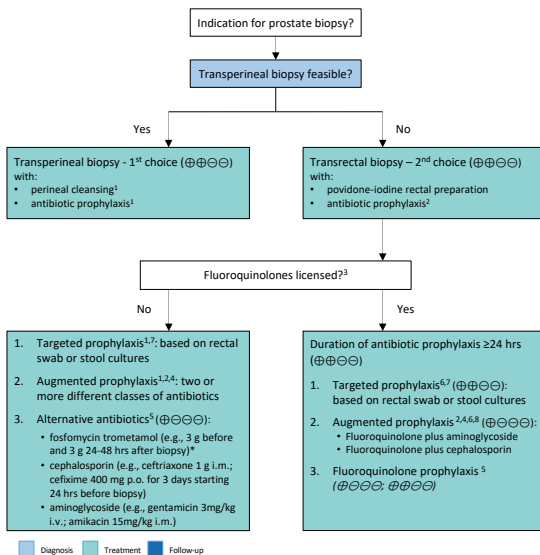 Indication for prostate biopsy?
Transperineal biopsy feasible?
Yes
No
Transperineal biopsy - 1st choice (⊕⊕⊖⊖)
with:
• perineal cleansing1
• antibiotic prophylaxis1
Transrectal biopsy – 2nd choice (⊕⊕⊖⊖)
with:
• povidone-iodine rectal preparation
• antibiotic prophylaxis2
Fluoroquinolones licensed?3
No
Yes
1. Targeted prophylaxis1,7: based on rectal
swab or stool cultures
2. Augmented prophylaxis1,2,4: two or
more different classes of antibiotics
3. Alternative antibiotics5 (⊕⊖⊖⊖):
• fosfomycin trometamol (e.g., 3 g before
and 3 g 24-48 hrs after biopsy)*
• cephalosporin (e.g., ceftriaxone 1 g i.m.;
cefixime 400 mg p.o. for 3 days starting
24 hrs before biopsy)
• aminoglycoside (e.g., gentamicin 3mg/kg
i.v.; amikacin 15mg/kg i.m.)
Duration of antibiotic prophylaxis ≥24 hrs
(⊕⊕⊖⊖)
1. Targeted prophylaxis6,7 (⊕⊕⊖⊖):
based on rectal swab or stool cultures
2. Augmented prophylaxis2,4,6,8 (⊕⊖⊖⊖):
• Fluoroquinolone plus aminoglycoside
• Fluoroquinolone plus cephalosporin
3. Fluoroquinolone prophylaxis 5
(⊕⊖⊖⊖; ⊕⊕⊖⊖)
Diagnosis
Treatment
Follow-up